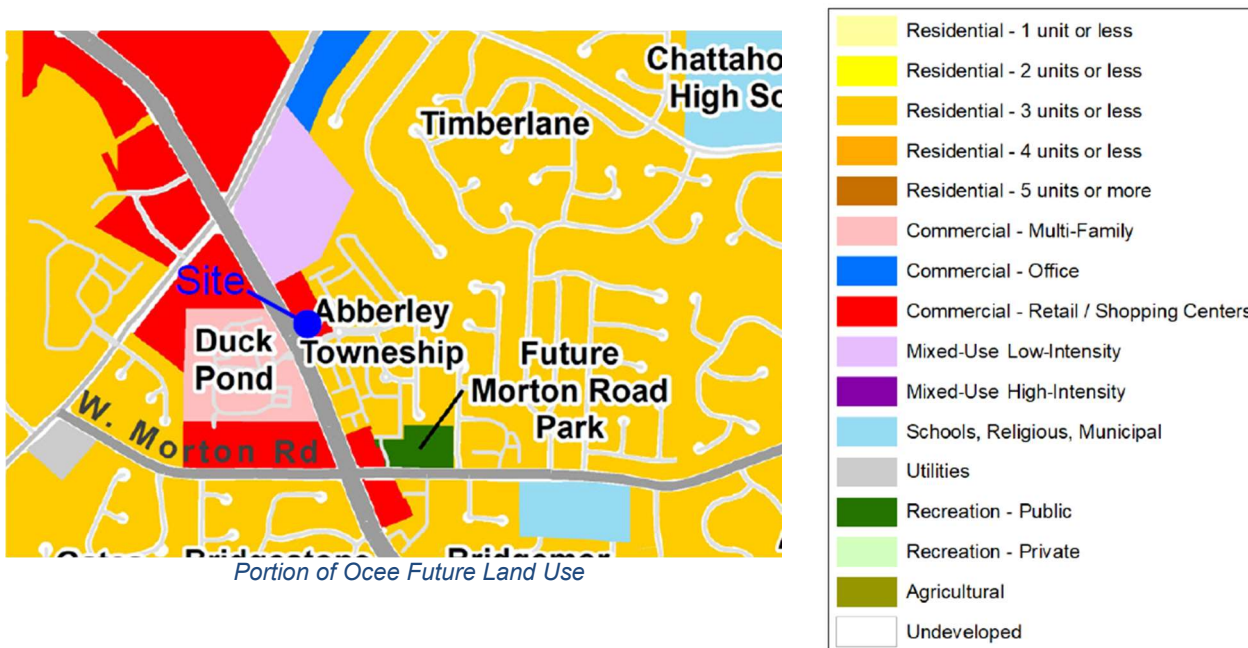 Chattaho
High Sc
Timberlane
Site
Abberley
Towneship
Duck
Pond
Future
Morton Road
Park
W. Morton Rd
Bridgestone
Portion of Ocee Future Land Use
Residential - 1 unit or less
Residential - 2 units or less
Residential - 3 units or less
Residential - 4 units or less
Residential - 5 units or more
Commercial - Multi-Family
Commercial - Office
Commercial - Retail / Shopping Centers
Mixed-Use Low-Intensity
Mixed-Use High-Intensity
Schools, Religious, Municipal
Utilities
Recreation - Public
Recreation - Private
Agricultural
Undeveloped